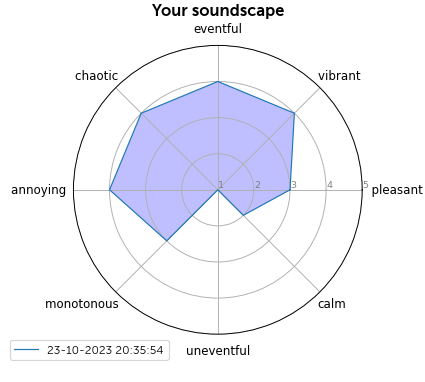 Your soundscape
eventful
chaotic
vibrant
annoying
1
2
3
4
5
pleasant
monotonous
calm
uneventful
23-10-2023 20:35:54